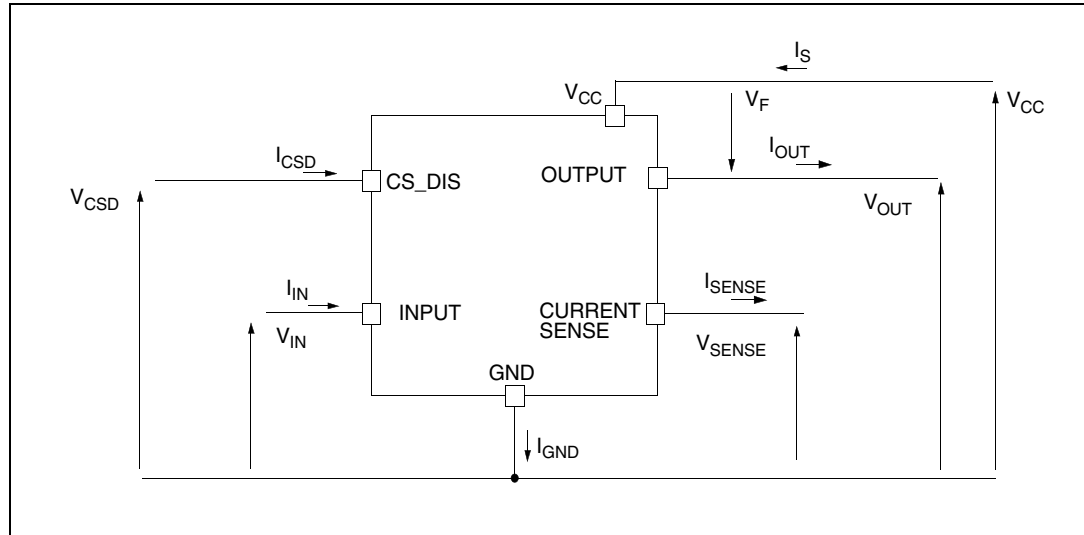 I_S
V_CC
V_F
V_CC
I_OUT
I_CSD
CS_DIS
OUTPUT
V_CSD
V_OUT
I_IN
I_SENSE
INPUT
CURRENT
SENSE
V_IN
V_SENSE
GND
I_GND